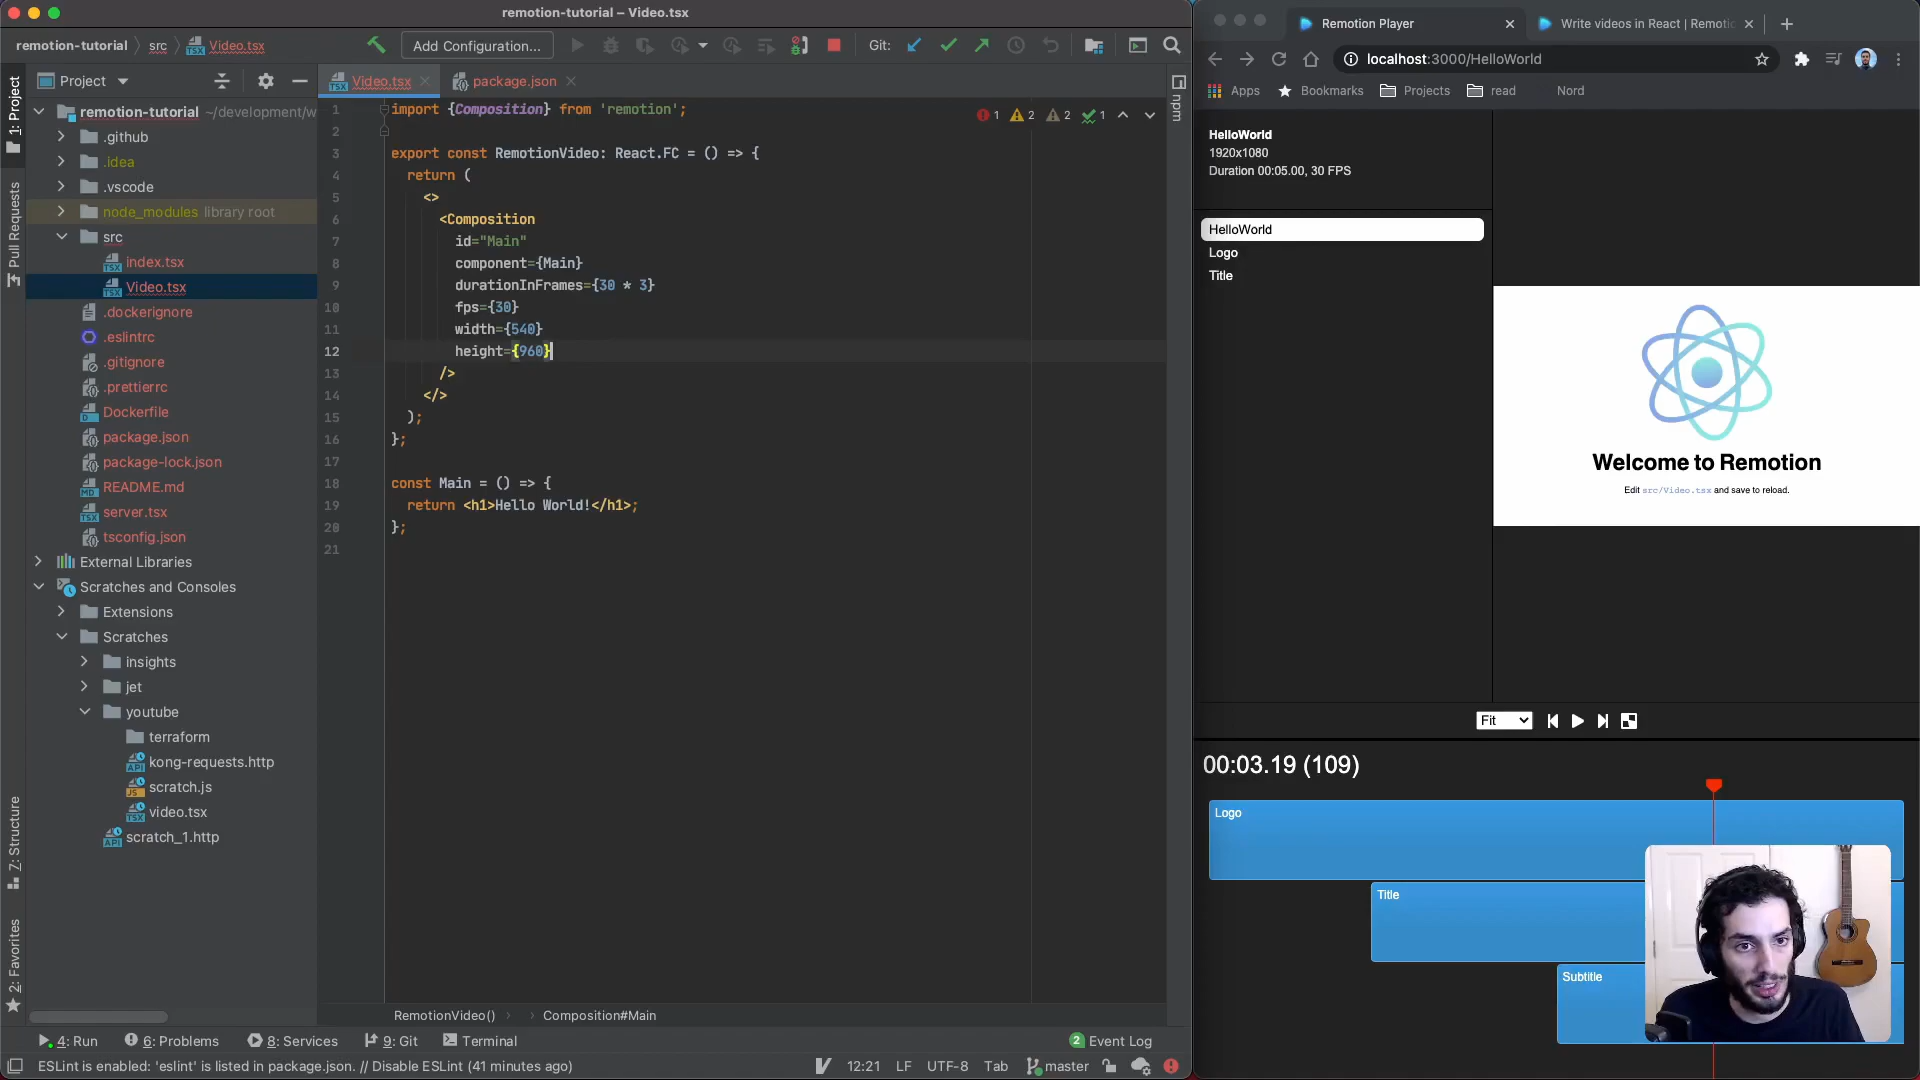 remotion-tutorial – Video.tsx
remotion-tutorial
src
Video.tsx
Add Configuration...
Git:
Project
Video.tsx
package.json
1: Project
Pull Requests
7: Structure
2: Favorites
npm
remotion-tutorial ~/development/w
.github
.idea
.vscode
node_modules library root
src
index.tsx
Video.tsx
.dockerignore
.eslintrc
.gitignore
.prettierrc
Dockerfile
package.json
package-lock.json
README.md
server.tsx
tsconfig.json
External Libraries
Scratches and Consoles
Extensions
Scratches
insights
jet
youtube
terraform
kong-requests.http
scratch.js
video.tsx
scratch_1.http
1 import {Composition} from 'remotion';
2
3 export const RemotionVideo: React.FC = () => {
4 return (
5 <>
6 <Composition
7 id="Main"
8 component={Main}
9 durationInFrames={30 * 3}
10 fps={30}
11 width={540}
12 height={960}
13 />
14 </>
15 );
16 };
17
18 const Main = () => {
19 return <h1>Hello World!</h1>;
20 };
21
1 2 2 1
RemotionVideo()
Composition#Main
4: Run
6: Problems
8: Services
9: Git
Terminal
2 Event Log
ESLint is enabled: 'eslint' is listed in package.json. // Disable ESLint (41 minutes ago)
12:21
LF
UTF-8
Tab
master
Remotion Player
Write videos in React | Remotio
localhost:3000/HelloWorld
Apps
Bookmarks
Projects
read
Nord
HelloWorld
1920x1080
Duration 00:05.00, 30 FPS
HelloWorld
Logo
Title
Welcome to Remotion
Edit src/Video.tsx and save to reload.
Fit
00:03.19 (109)
Logo
Title
Subtitle